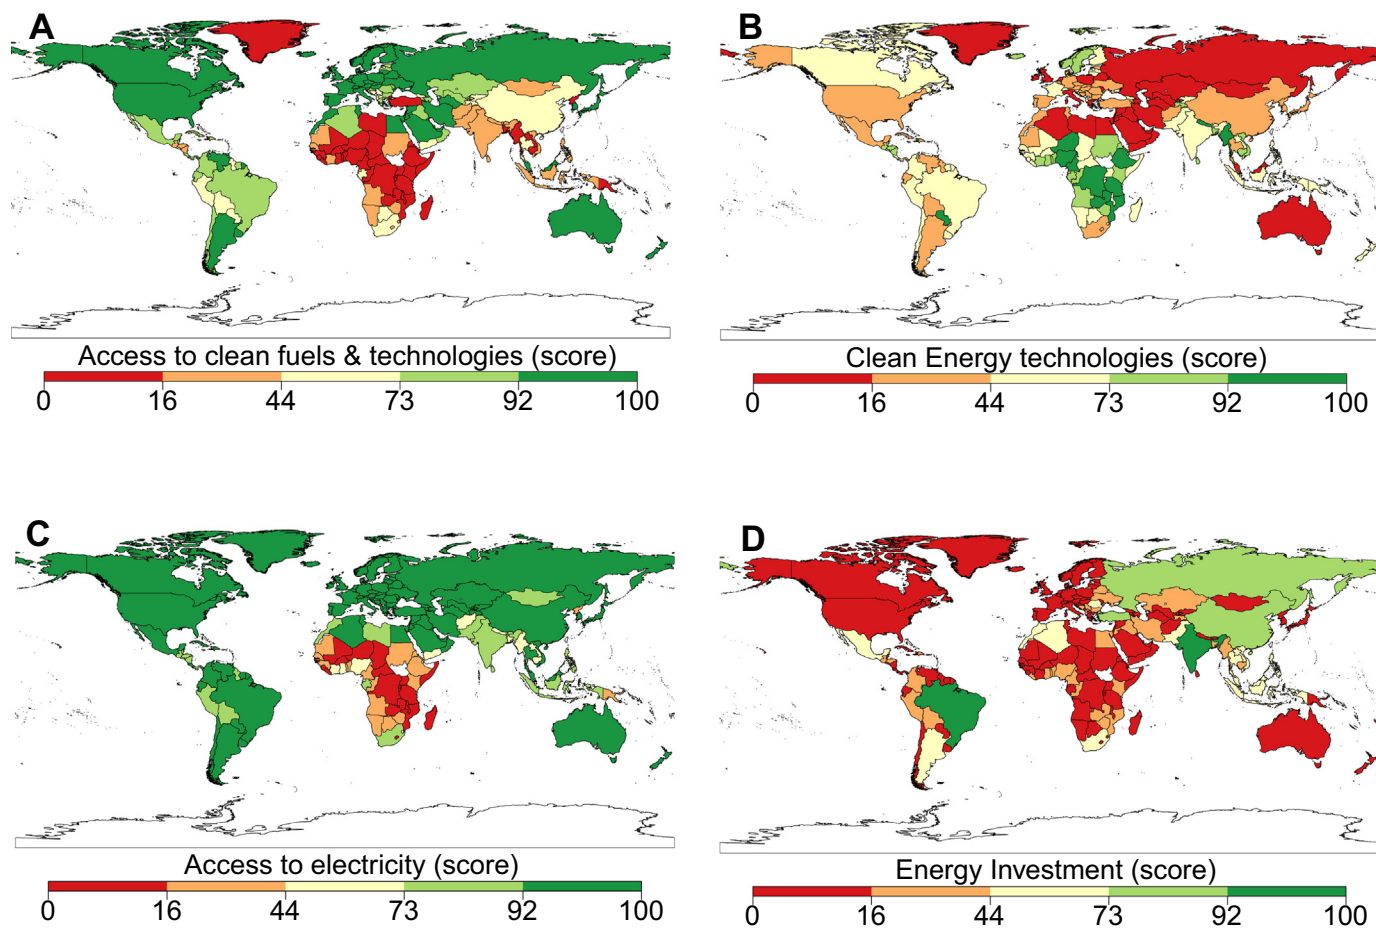 A
B
Access to clean fuels & technologies (score)
0 16 44 73 92 100
Clean Energy technologies (score)
0 16 44 73 92 100
C
D
Access to electricity (score)
0 16 44 73 92 100
Energy Investment (score)
0 16 44 73 92 100